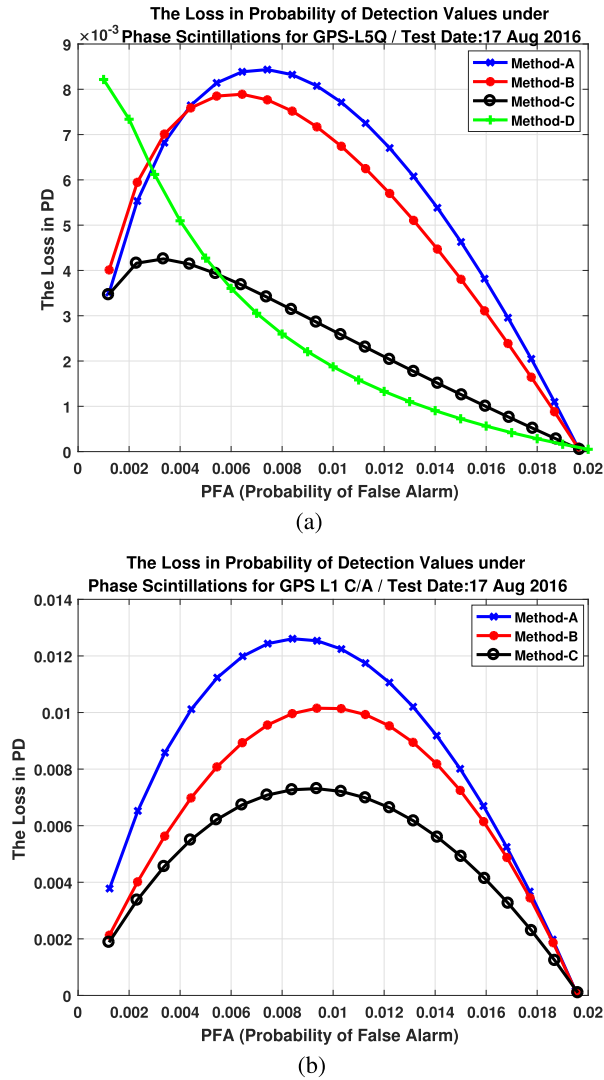 The Loss in Probability of Detection Values under
Phase Scintillations for GPS-L5Q / Test Date:17 Aug 2016
×10⁻³
9
8
7
6
5
4
3
2
1
0
The Loss in PD
Method-A
Method-B
Method-C
Method-D
0 0.002 0.004 0.006 0.008 0.01 0.012 0.014 0.016 0.018 0.02
PFA (Probability of False Alarm)
(a)
The Loss in Probability of Detection Values under
Phase Scintillations for GPS L1 C/A / Test Date:17 Aug 2016
0.014
0.012
0.01
0.008
0.006
0.004
0.002
0
The Loss in PD
Method-A
Method-B
Method-C
0 0.002 0.004 0.006 0.008 0.01 0.012 0.014 0.016 0.018 0.02
PFA (Probability of False Alarm)
(b)